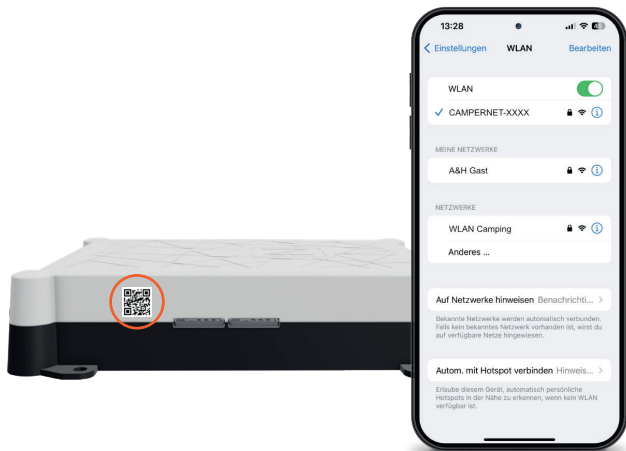 13:28
Einstellungen WLAN Bearbeiten
WLAN
CAMPERNET-XXXX
MEINE NETZWERKE
A&H Gast
NETZWERKE
WLAN Camping
Anderes ...
Auf Netzwerke hinweisen Benachrichti...
Bekannte Netzwerke werden automatisch verbunden.
Falls kein bekanntes Netzwerk vorhanden ist, wirst du
auf verfügbare Netze hingewiesen.
Autom. mit Hotspot verbinden Hinweis...
Erlaube diesem Gerät, automatisch persönliche
Hotspots in der Nähe zu erkennen, wenn kein WLAN
verfügbar ist.